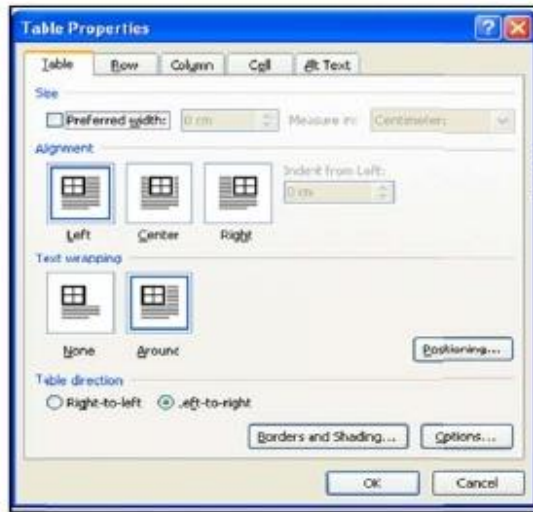 Table Properties
Table Row Column Cell Alt Text
Size
Preferred width: 0 cm Measure in: Centimeters
Alignment
Indent from Left:
0 cm
Left Center Right
Text wrapping
None Around
Positioning...
Table direction
Right-to-left Left-to-right
Borders and Shading... Options...
OK Cancel